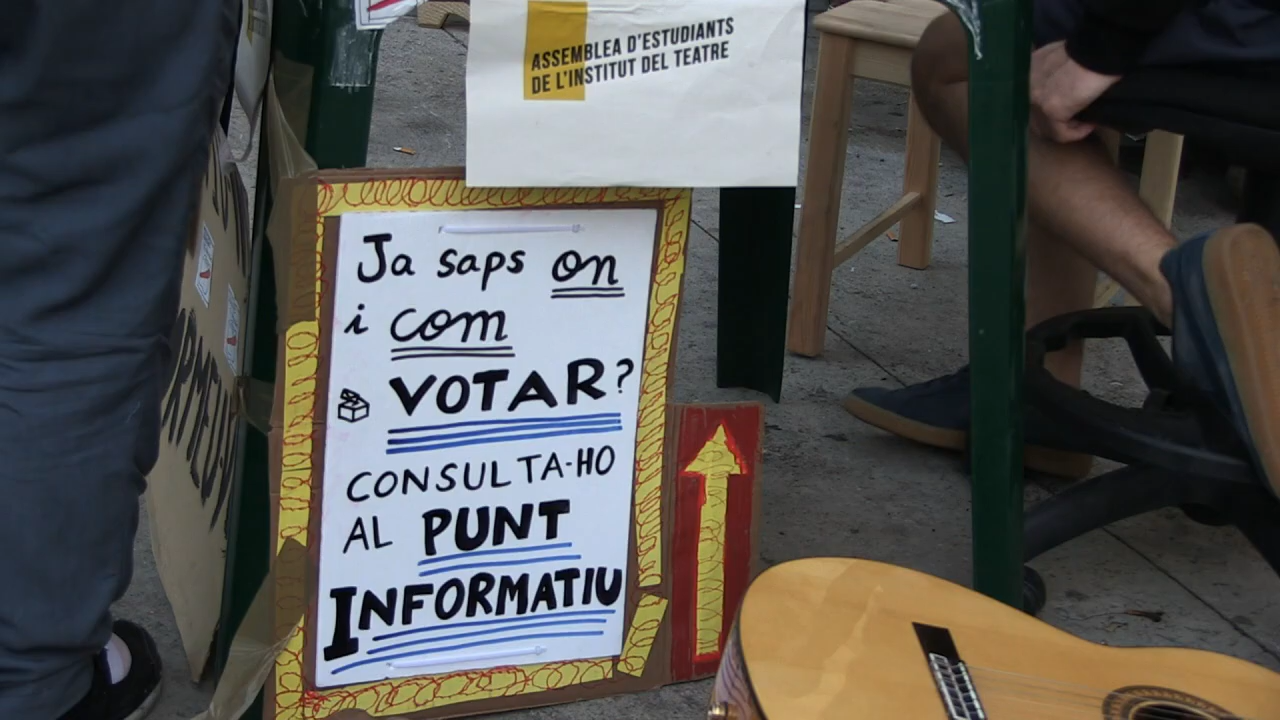 ASSEMBLEA D'ESTUDIANTS
DE L'INSTITUT DEL TEATRE
Ja saps on
i com
VOTAR?
CONSULTA-HO
AL PUNT
INFORMATIU